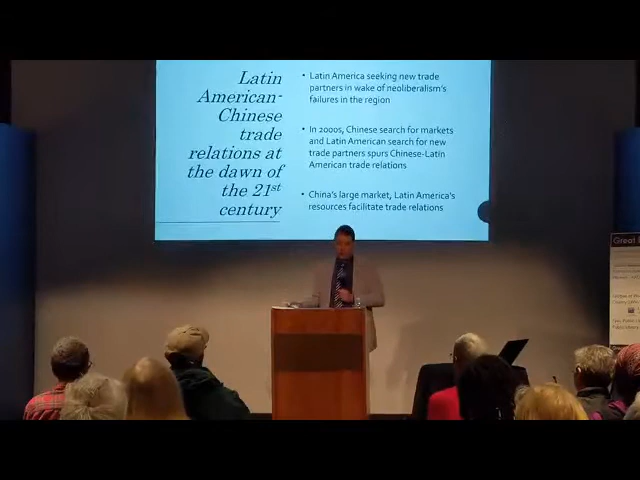 Latin
American-
Chinese
trade
relations at
the dawn of
the 21st
century
• Latin America seeking new trade
partners in wake of neoliberalism's
failures in the region
• In 2000s, Chinese search for markets
and Latin American search for new
trade partners spurs Chinese-Latin
American trade relations
• China's large market, Latin America's
resources facilitate trade relations
Great